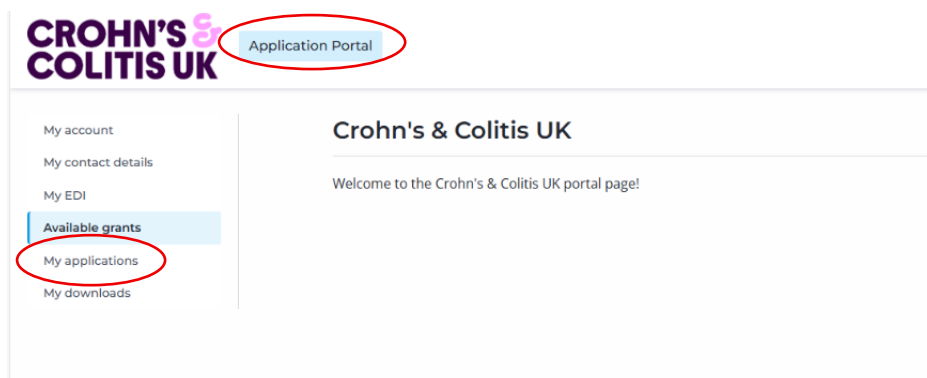 CROHN'S &
COLITIS UK
Application Portal
My account
My contact details
My EDI
Available grants
My applications
My downloads
Crohn's & Colitis UK
Welcome to the Crohn's & Colitis UK portal page!